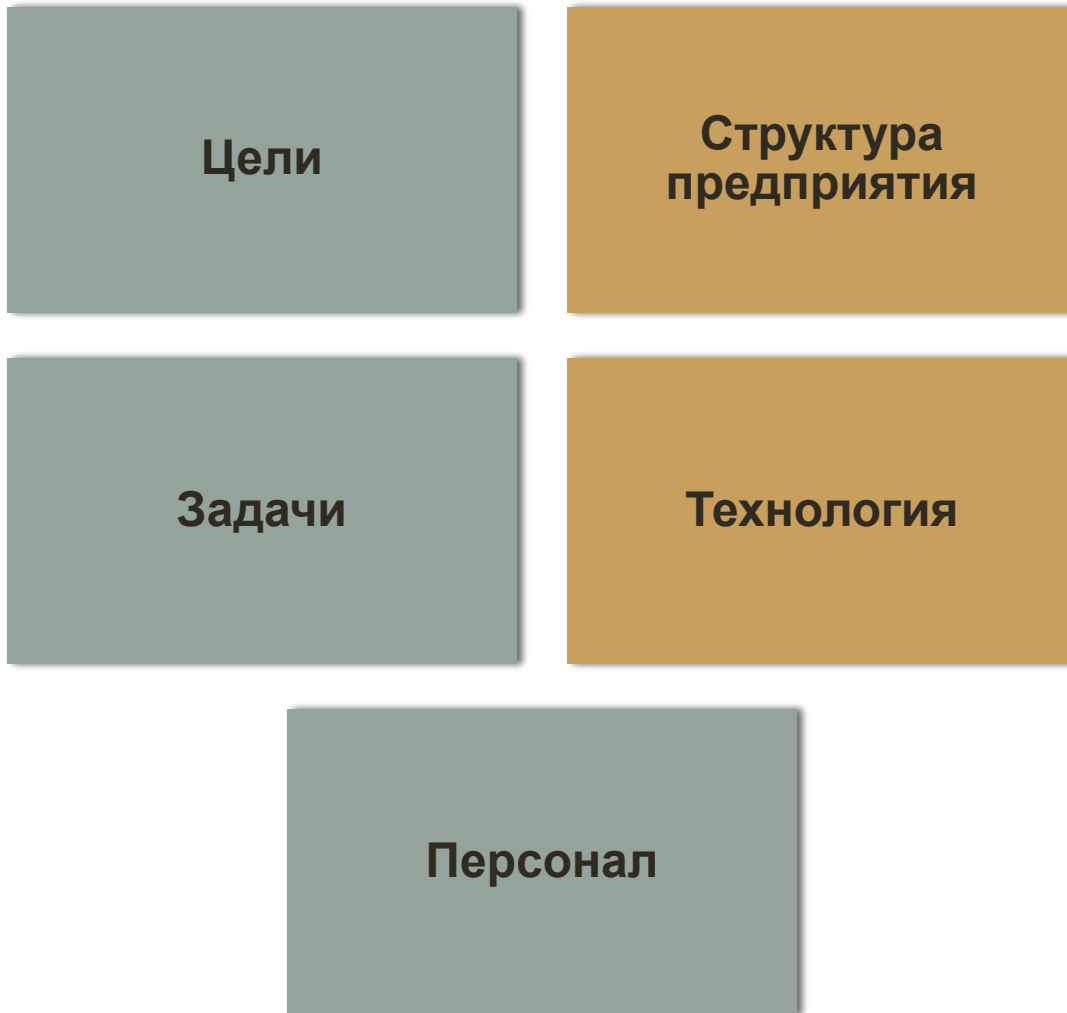 Цели
Структура
предприятия
Задачи
Технология
Персонал